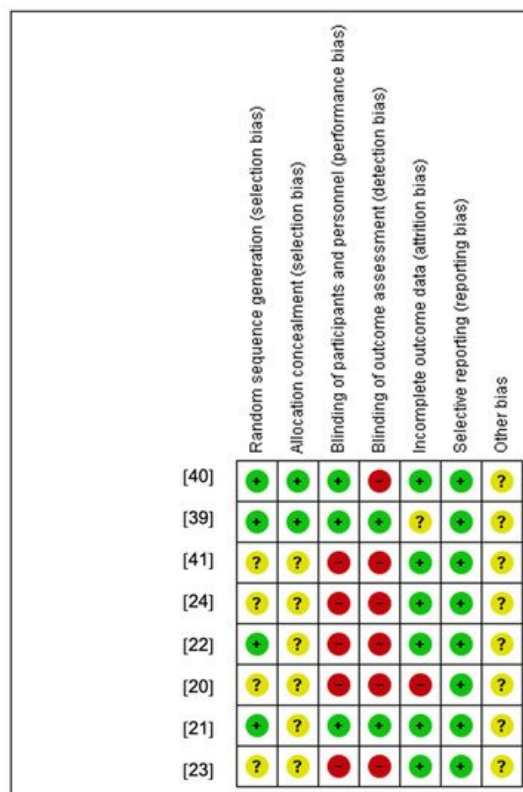 Random sequence generation (selection bias)
Allocation concealment (selection bias)
Blinding of participants and personnel (performance bias)
Blinding of outcome assessment (detection bias)
Incomplete outcome data (attrition bias)
Selective reporting (reporting bias)
Other bias
[40] + + + - + + ?
[39] + + + + ? + ?
[41] ? ? - - + + ?
[24] ? ? - - + + ?
[22] + ? - - + + ?
[20] ? ? - - - + ?
[21] + ? + + + + ?
[23] ? ? - - + + ?